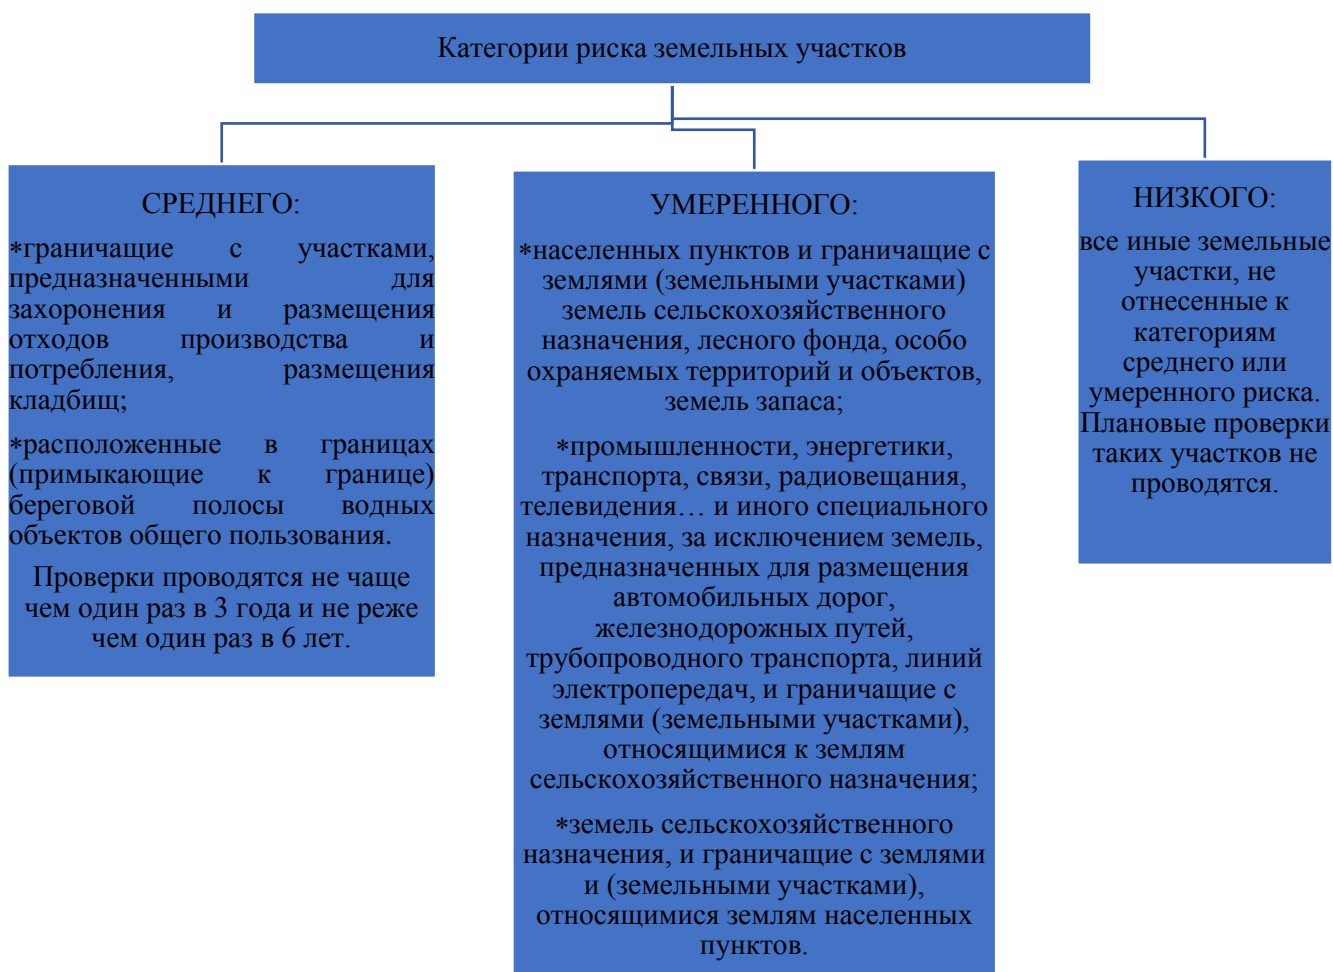 Категории риска земельных участков
СРЕДНЕГО:
*граничащие с участками,
предназначенными для
захоронения и размещения
отходов производства и
потребления, размещения
кладбищ;
*расположенные в границах
(примыкающие к границе)
береговой полосы водных
объектов общего пользования.
Проверки проводятся не чаще
чем один раз в 3 года и не реже
чем один раз в 6 лет.
УМЕРЕННОГО:
*населенных пунктов и граничащие с
землями (земельными участками)
земель сельскохозяйственного
назначения, лесного фонда, особо
охраняемых территорий и объектов,
земель запаса;
*промышленности, энергетики,
транспорта, связи, радиовещания,
телевидения… и иного специального
назначения, за исключением земель,
предназначенных для размещения
автомобильных дорог,
железнодорожных путей,
трубопроводного транспорта, линий
электропередач, и граничащие с
землями (земельными участками),
относящимися к землям
сельскохозяйственного назначения;
*земель сельскохозяйственного
назначения, и граничащие с землями
и (земельными участками),
относящимися землям населенных
пунктов.
НИЗКОГО:
все иные земельные
участки, не
отнесенные к
категориям
среднего или
умеренного риска.
Плановые проверки
таких участков не
проводятся.